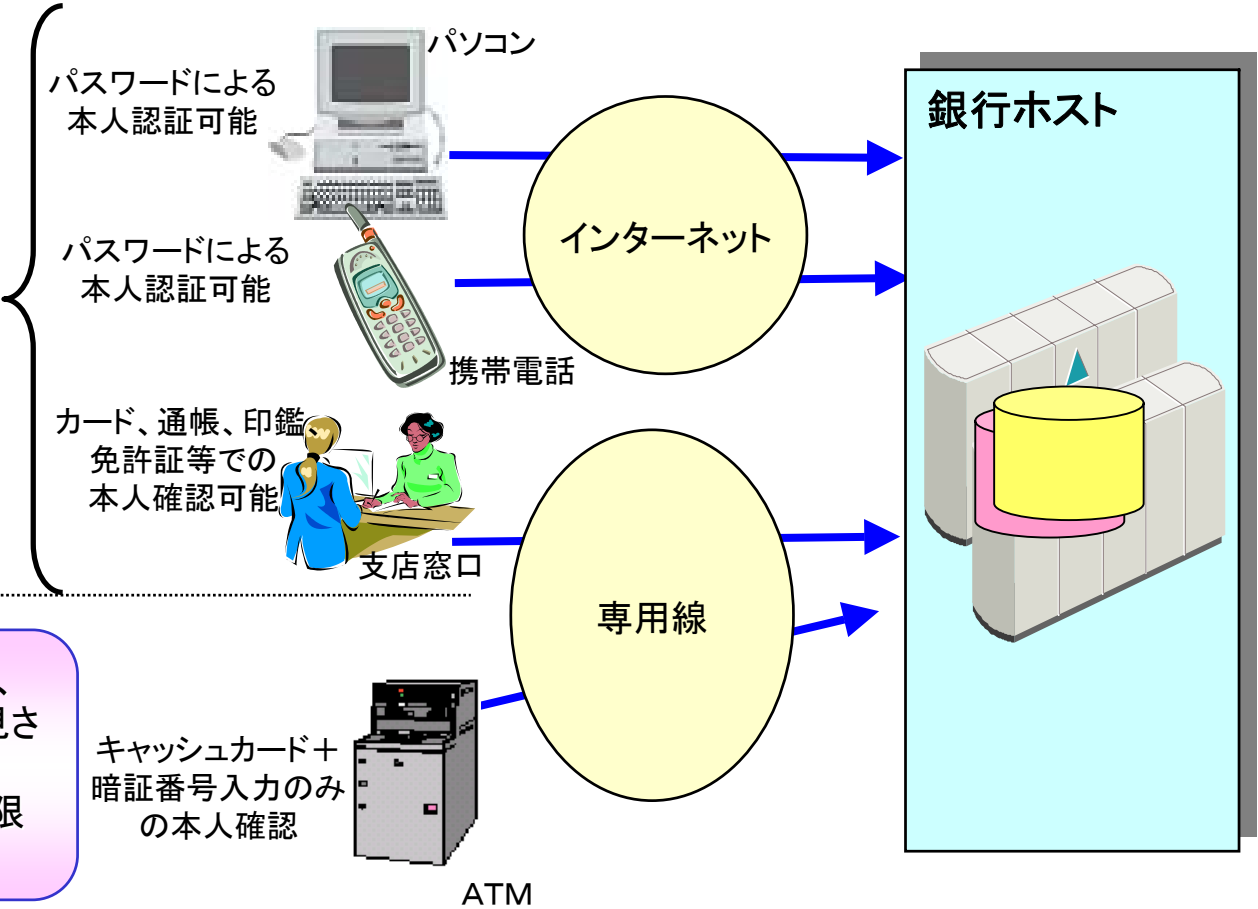 パソコン
パスワードによる
本人認証可能
銀行ホスト
インターネット
パスワードによる
本人認証可能
携帯電話
カード、通帳、印鑑、
免許証等での
本人確認可能
支店窓口
専用線
、
見さ
限
キャッシュカード＋
暗証番号入力のみ
の本人確認
ATM